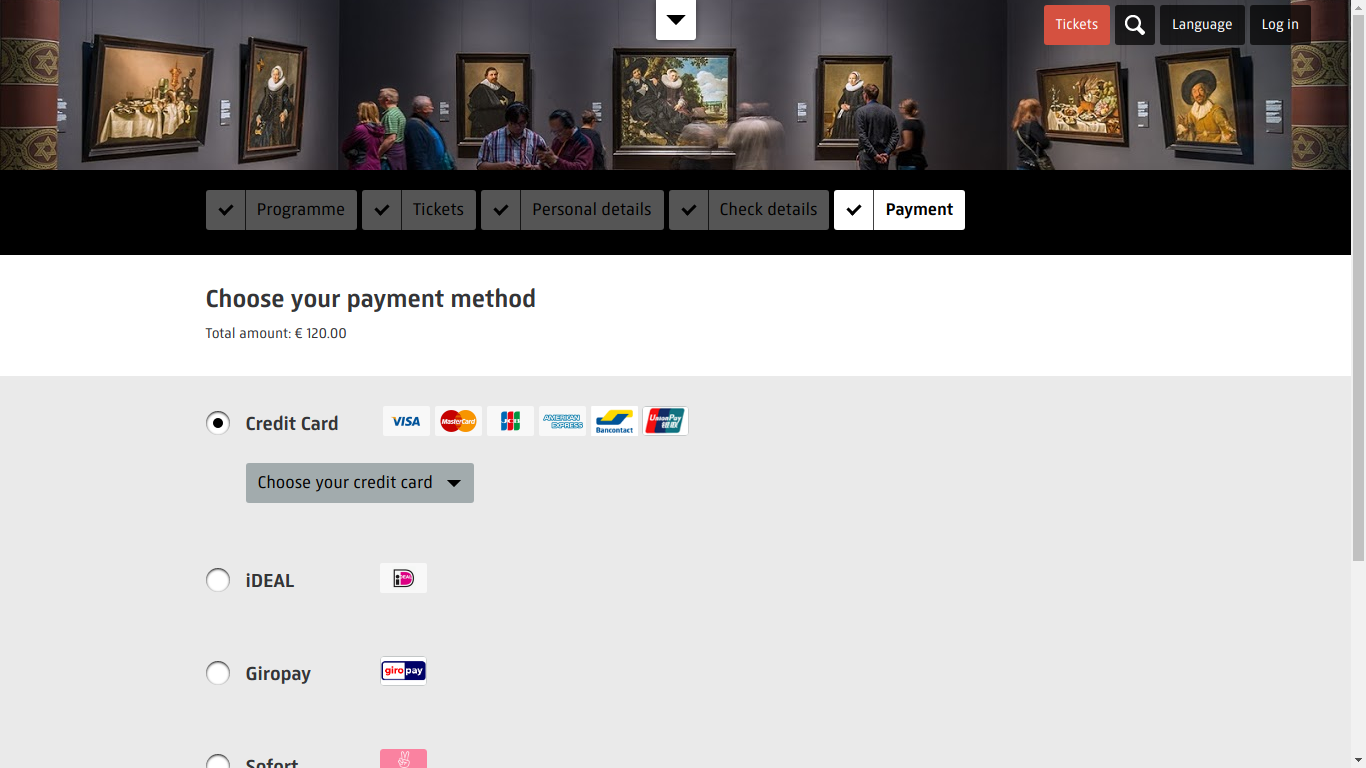 Tickets
Language
Log in
Programme
Tickets
Personal details
Check details
Payment
Choose your payment method
Total amount: € 120.00
Credit Card
VISA
MasterCard
JCB
AMERICAN EXPRESS
Bancontact
UnionPay
银联
Choose your credit card
iDEAL
Giropay
giropay
Sofort